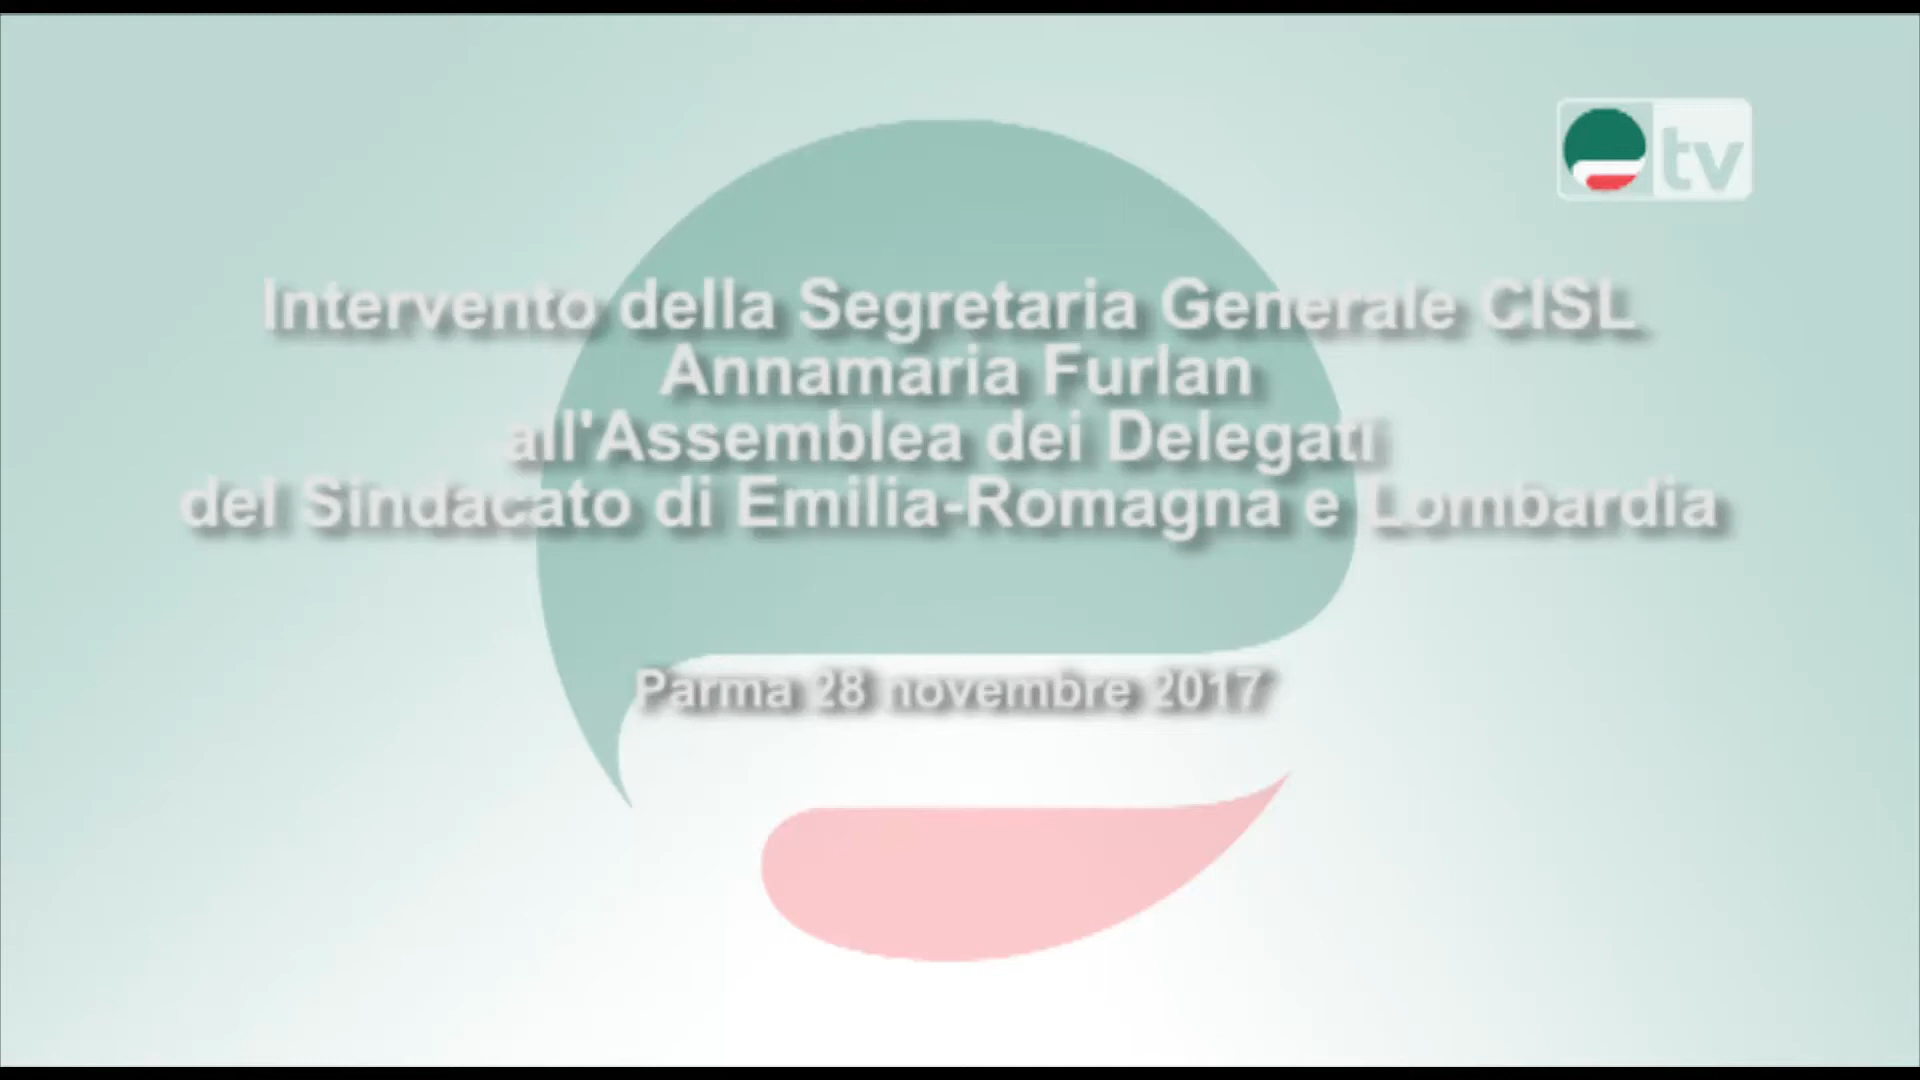 tv
Intervento della Segretaria Generale CISL
Annamaria Furlan
all'Assemblea dei Delegati
del Sindacato di Emilia-Romagna e Lombardia
Parma 28 novembre 2017